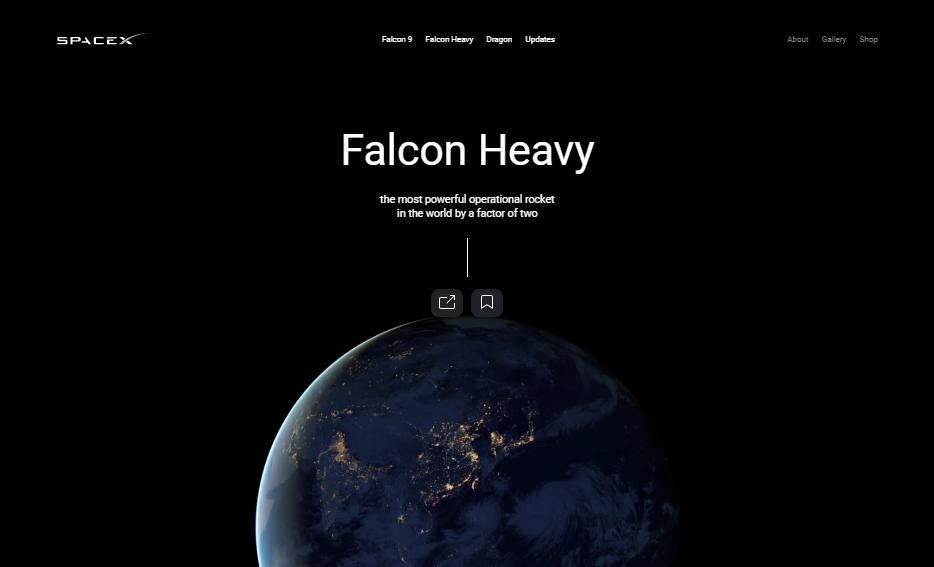 SPACEX
Falcon 9 Falcon Heavy Dragon Updates
About Gallery Shop
Falcon Heavy
the most powerful operational rocket
in the world by a factor of two